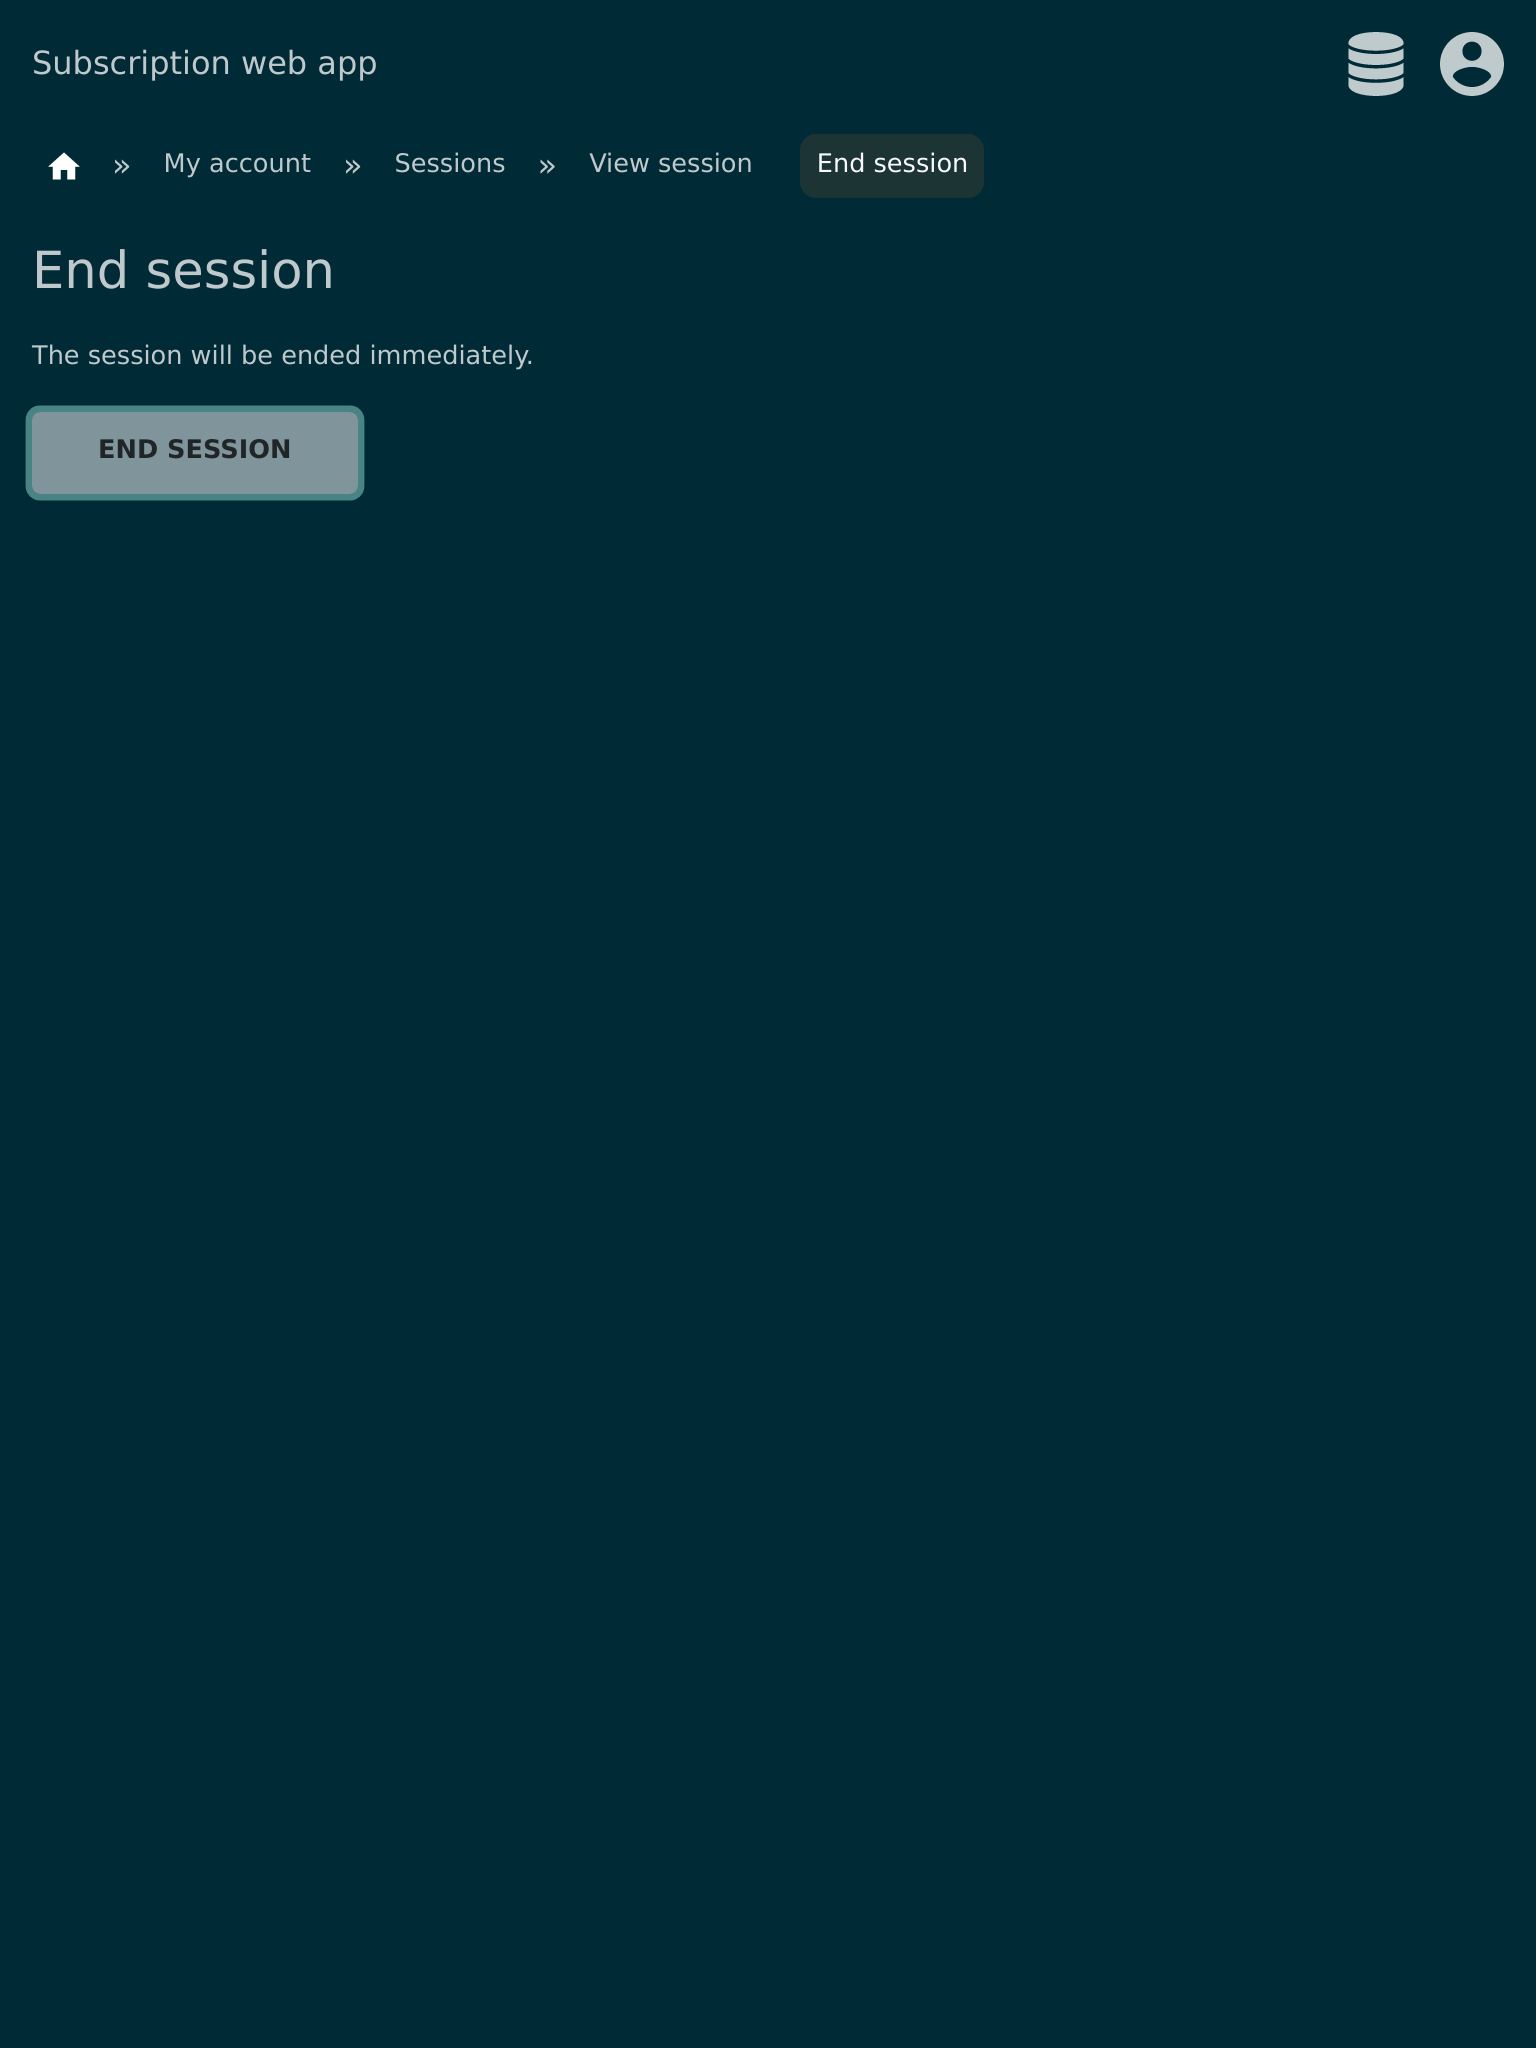 Subscription web app
» My account » Sessions » View session End session
End session
The session will be ended immediately.
END SESSION